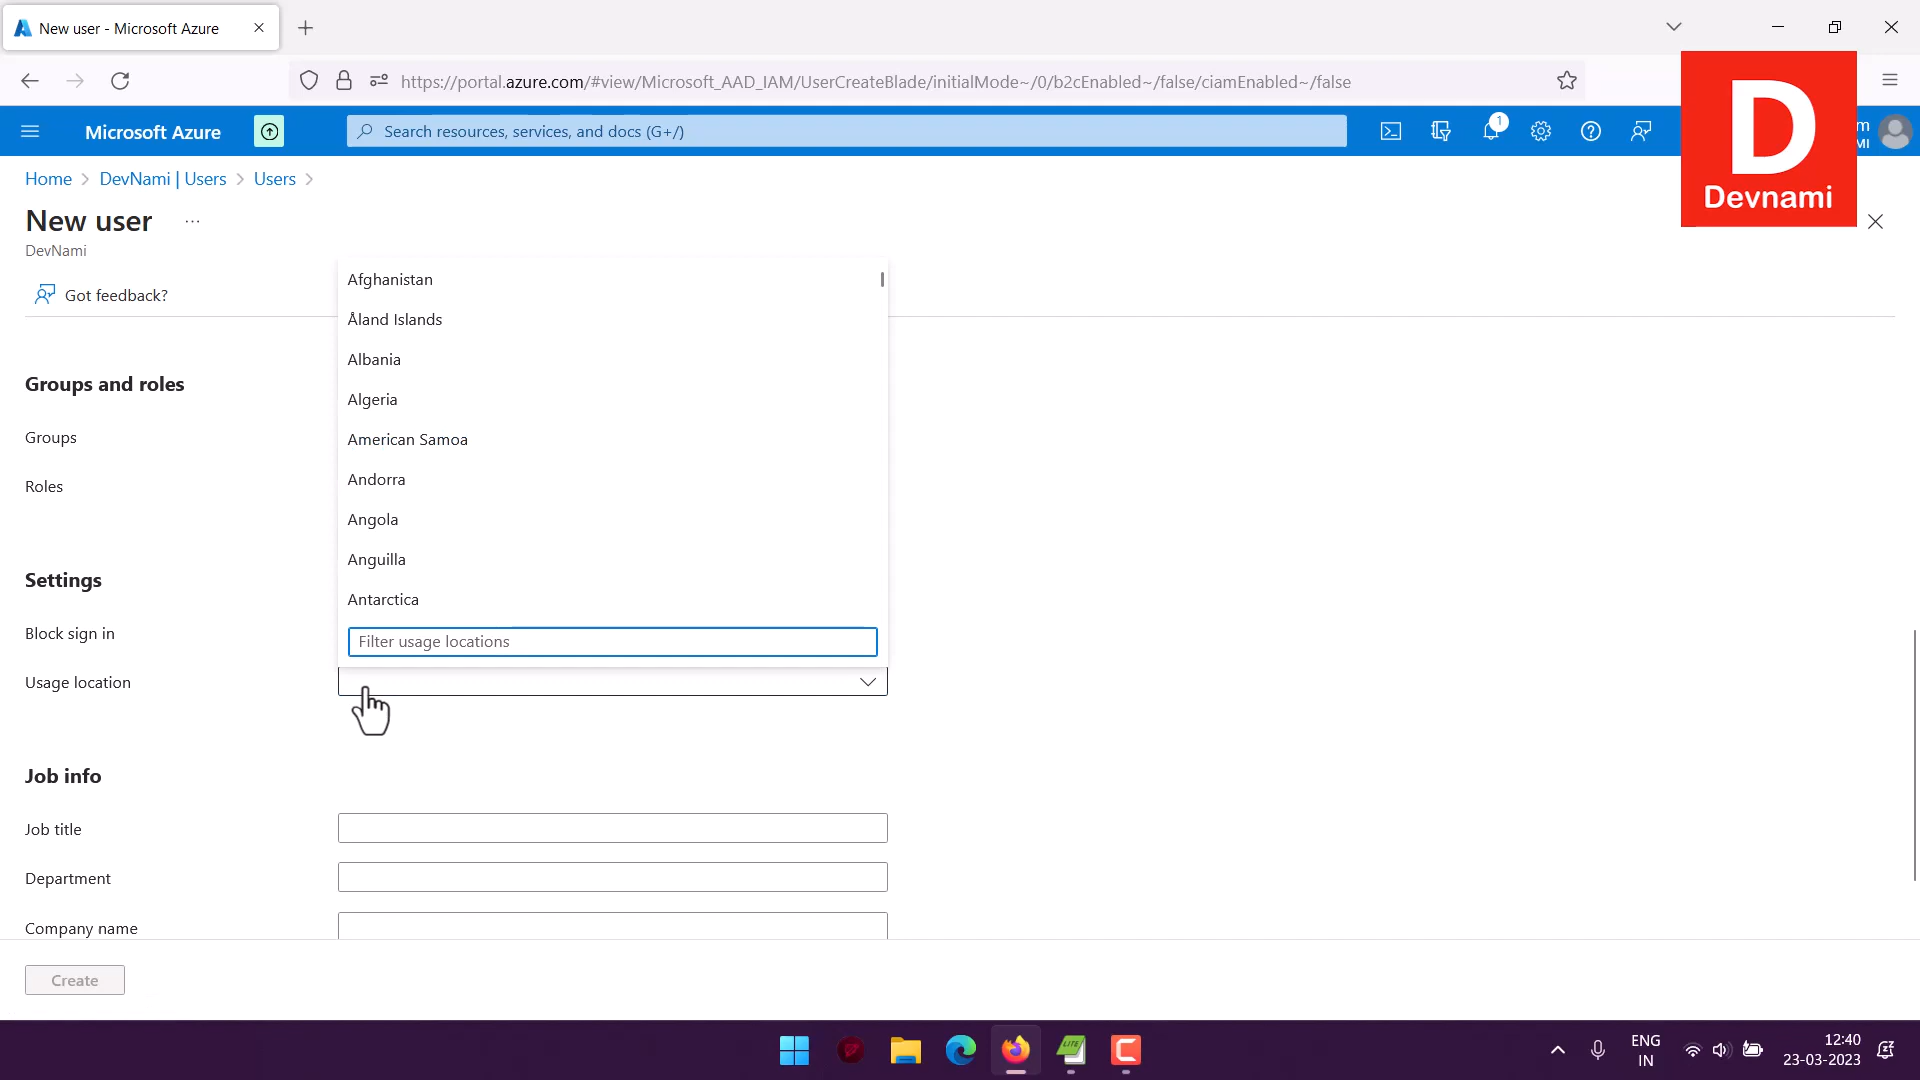 New user - Microsoft Azure
https://portal.azure.com/#view/Microsoft_AAD_IAM/UserCreateBlade/initialMode~/0/b2cEnabled~/false/ciamEnabled~/false
Microsoft Azure
Search resources, services, and docs (G+/)
1
m
MI
D
Devnami
Home
DevNami | Users
Users
New user
...
DevNami
Got feedback?
Afghanistan
Åland Islands
Albania
Algeria
American Samoa
Andorra
Angola
Anguilla
Antarctica
Filter usage locations
Groups and roles
Groups
Roles
Settings
Block sign in
Usage location
Job info
Job title
Department
Company name
Create
LITE
C
ENG
IN
12:40
23-03-2023